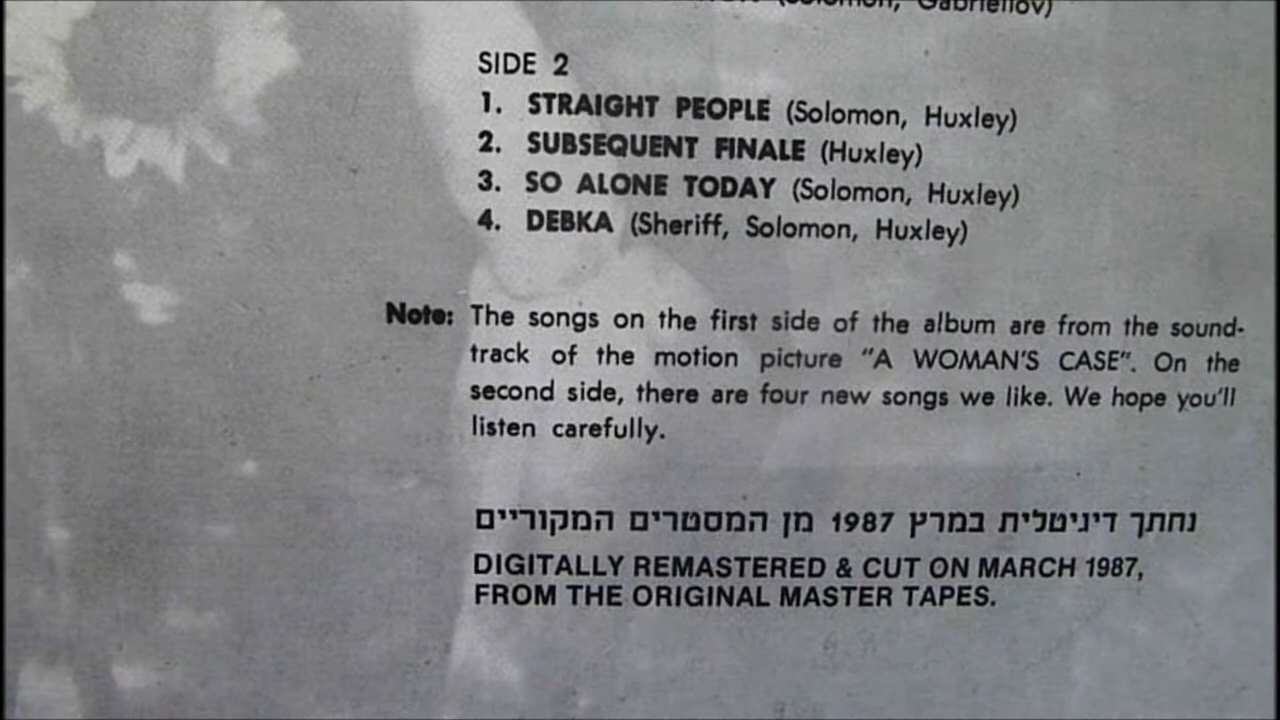 (Solomon, Gabriellov)
SIDE 2
1. STRAIGHT PEOPLE (Solomon, Huxley)
2. SUBSEQUENT FINALE (Huxley)
3. SO ALONE TODAY (Solomon, Huxley)
4. DEBKA (Sheriff, Solomon, Huxley)
Note: The songs on the first side of the album are from the sound-
track of the motion picture "A WOMAN'S CASE". On the
second side, there are four new songs we like. We hope you'll
listen carefully.
נחתך דיגיטלית במרץ 1987 מן המסטרים המקוריים
DIGITALLY REMASTERED & CUT ON MARCH 1987,
FROM THE ORIGINAL MASTER TAPES.